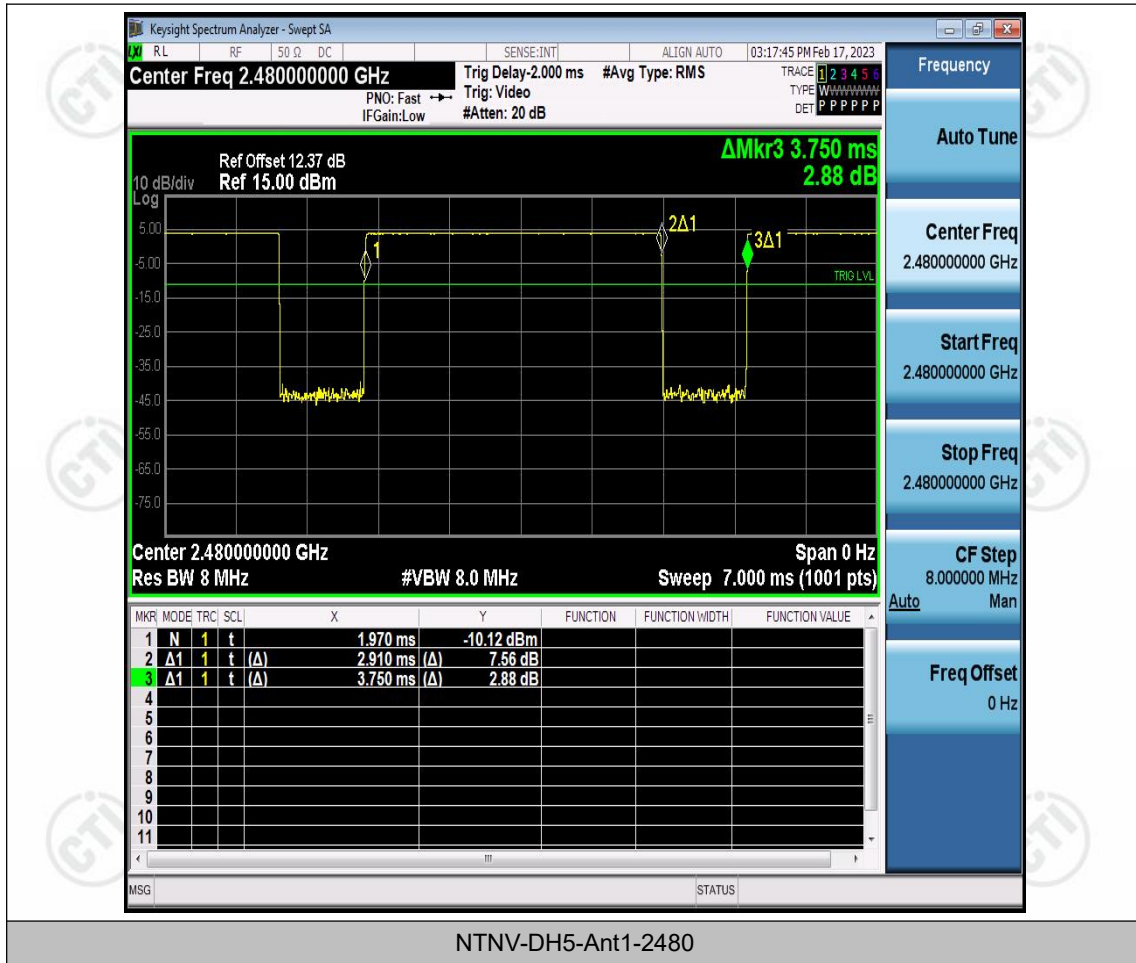 Keysight Spectrum Analyzer - Swept SA
LXI RL RF 50 Ω DC SENSE:INT ALIGN AUTO 03:17:45 PM Feb 17, 2023
Center Freq 2.480000000 GHz
PNO: Fast
IFGain:Low
Trig Delay-2.000 ms
Trig: Video
#Atten: 20 dB
#Avg Type: RMS
TRACE 1 2 3 4 5 6
TYPE WWWWWW
DET P P P P P P
Frequency
Auto Tune
Center Freq
2.480000000 GHz
Start Freq
2.480000000 GHz
Stop Freq
2.480000000 GHz
CF Step
8.000000 MHz
Auto Man
Freq Offset
0 Hz
ΔMkr3 3.750 ms
2.88 dB
Ref Offset 12.37 dB
10 dB/div Ref 15.00 dBm
Log
5.00
-5.00
-15.0
-25.0
-35.0
-45.0
-55.0
-65.0
-75.0
1
2Δ1
3Δ1
TRIG LVL
Center 2.480000000 GHz Span 0 Hz
Res BW 8 MHz #VBW 8.0 MHz Sweep 7.000 ms (1001 pts)
MKR MODE TRC SCL X Y FUNCTION FUNCTION WIDTH FUNCTION VALUE
1 N 1 t 1.970 ms -10.12 dBm
2 Δ1 1 t (Δ) 2.910 ms (Δ) 7.56 dB
3 Δ1 1 t (Δ) 3.750 ms (Δ) 2.88 dB
4
5
6
7
8
9
10
11
MSG STATUS
NTNV-DH5-Ant1-2480
CTI
CTI
CTI
CTI
CTI
CTI